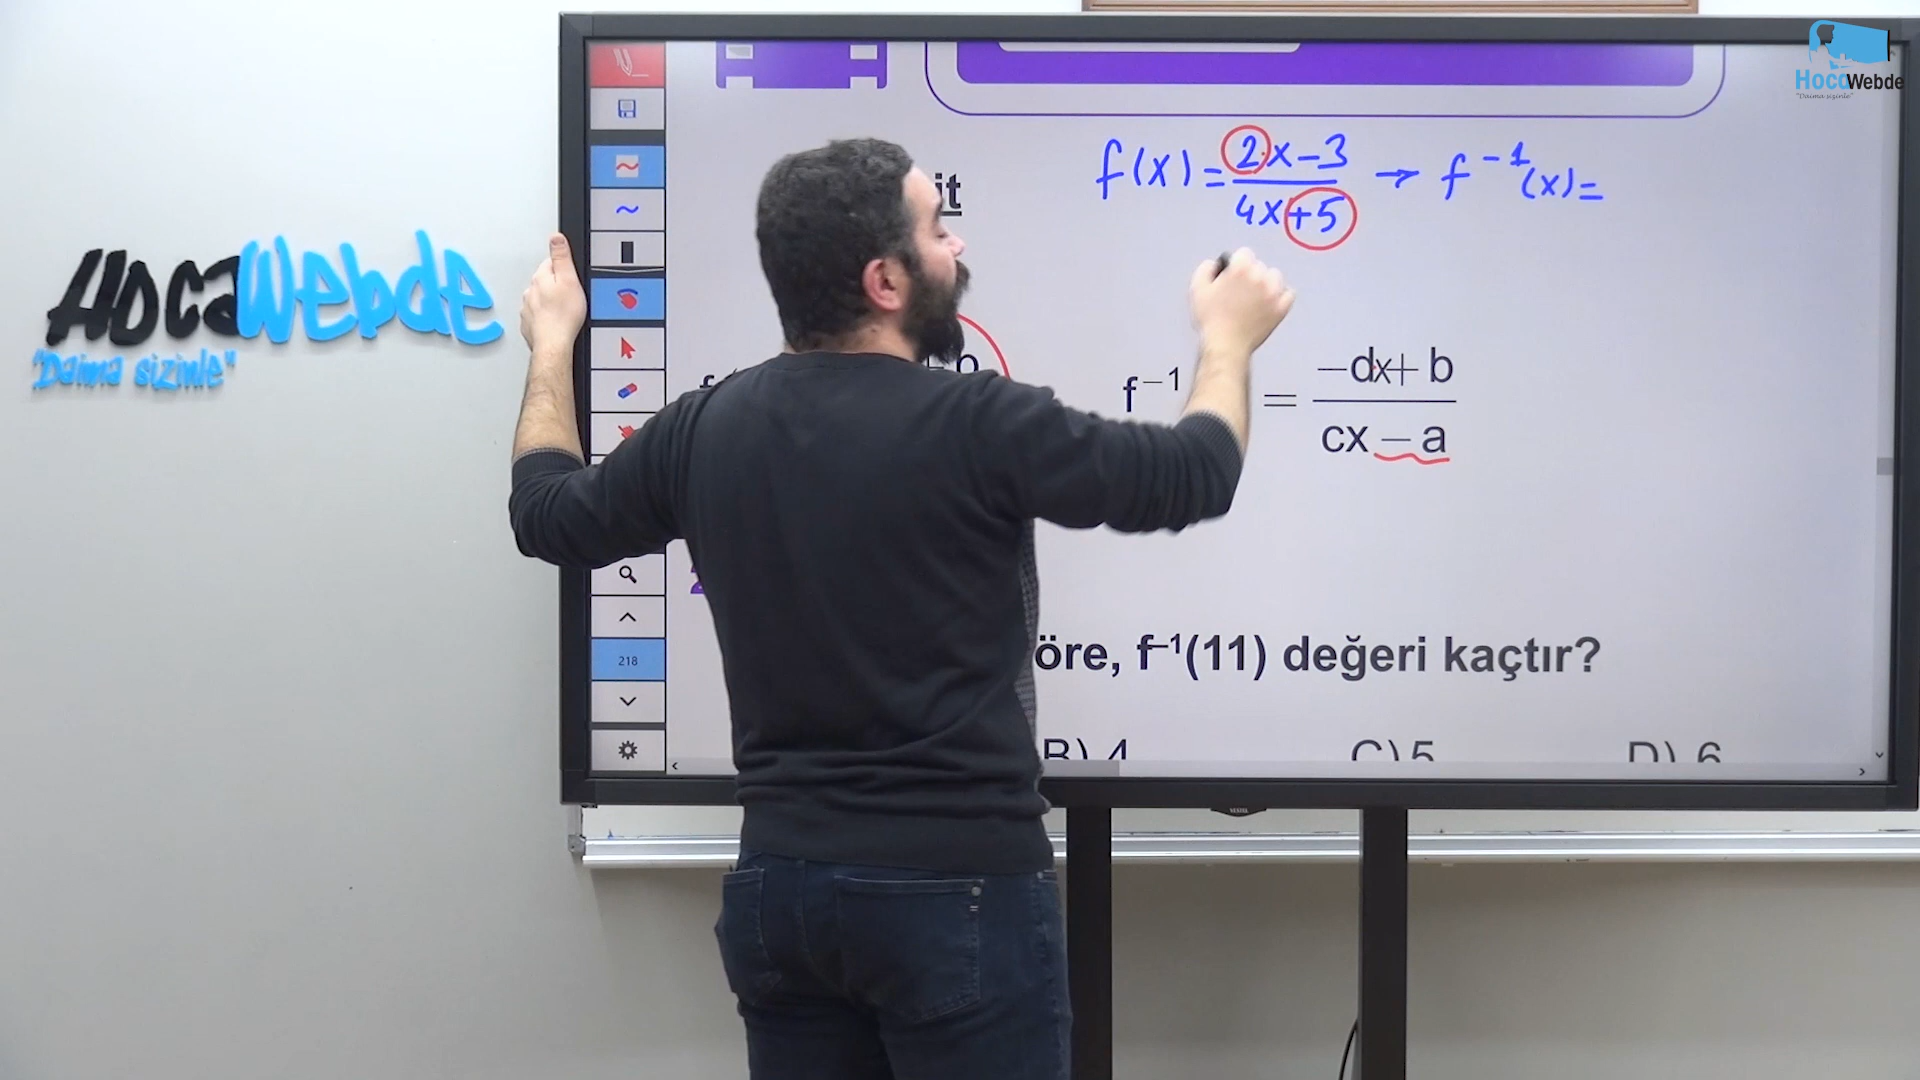 HocaWebde
"Daima sizinle"
HocaWebde
"Daima sizinle"
it
f(x) = 2x-3 / 4x+5 → f⁻¹(x) =
f⁻¹ = -dx+ b / cx - a
öre, f⁻¹(11) değeri kaçtır?
B) 4 C) 5 D) 6
218
VESTEL